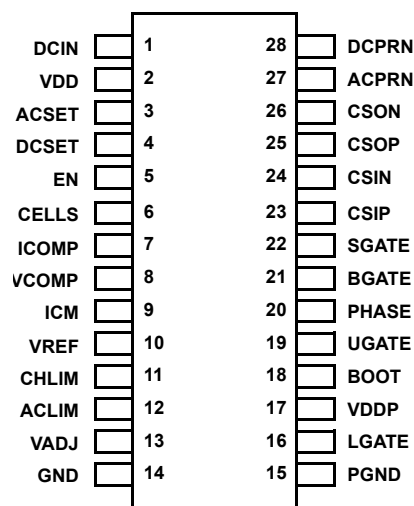 DCIN 1 28 DCPRN
VDD 2 27 ACPRN
ACSET 3 26 CSON
DCSET 4 25 CSOP
EN 5 24 CSIN
CELLS 6 23 CSIP
ICOMP 7 22 SGATE
VCOMP 8 21 BGATE
ICM 9 20 PHASE
VREF 10 19 UGATE
CHLIM 11 18 BOOT
ACLIM 12 17 VDDP
VADJ 13 16 LGATE
GND 14 15 PGND